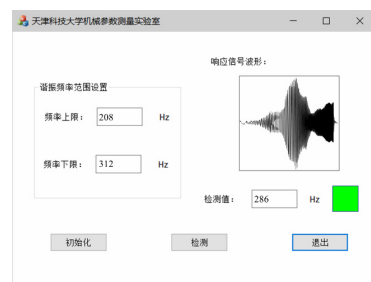 天津科技大学机械参数测量实验室
响应信号波形：
谐振频率范围设置
频率上限： 208 Hz
频率下限： 312 Hz
检测值： 286 Hz
初始化 检测 退出